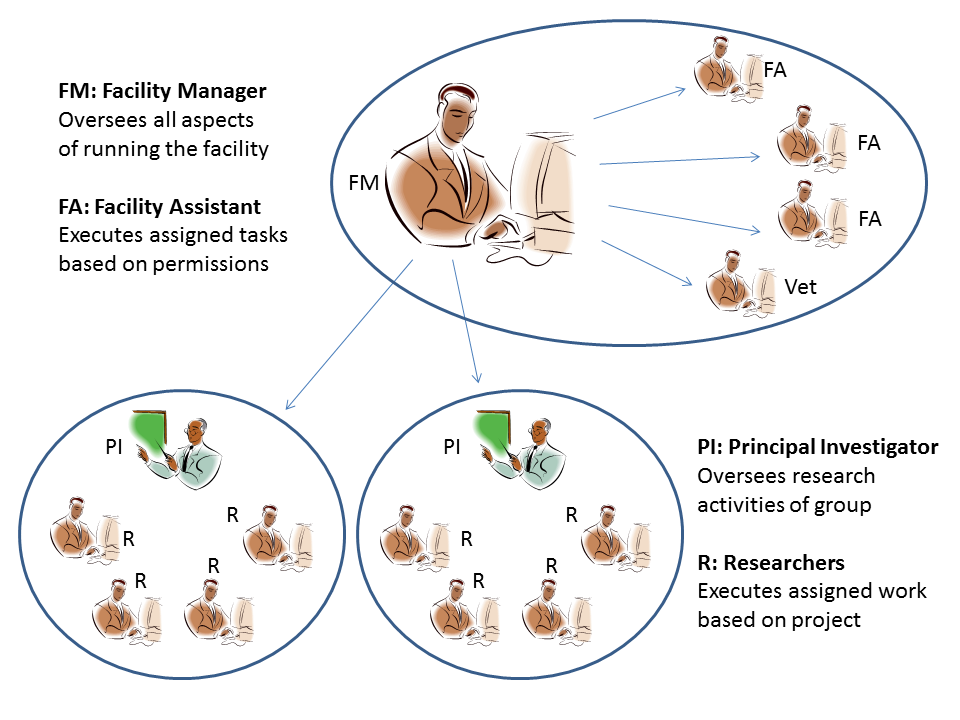 FM: Facility Manager
Oversees all aspects
of running the facility
FA: Facility Assistant
Executes assigned tasks
based on permissions
FM
FA
FA
FA
Vet
PI
R
R
R
R
PI
R
R
R
R
PI: Principal Investigator
Oversees research
activities of group
R: Researchers
Executes assigned work
based on project